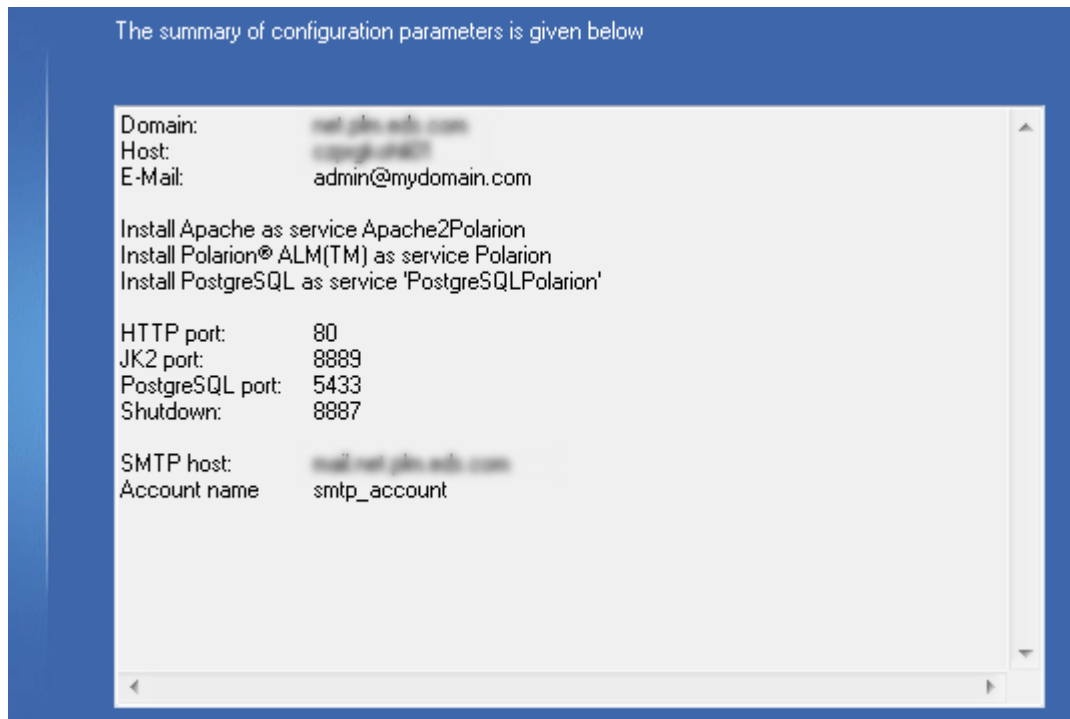 The summary of configuration parameters is given below
Domain:
Host:
E-Mail: admin@mydomain.com
Install Apache as service Apache2Polarion
Install Polarion® ALM(TM) as service Polarion
Install PostgreSQL as service 'PostgreSQLPolarion'
HTTP port: 80
JK2 port: 8889
PostgreSQL port: 5433
Shutdown: 8887
SMTP host:
Account name smtp_account